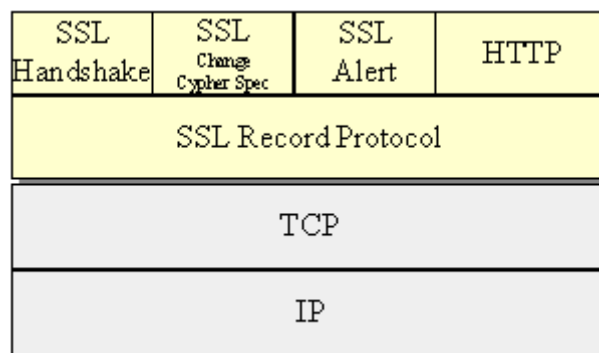 SSL
Handshake
SSL
Change
Cypher Spec
SSL
Alert
HTTP
SSL Record Protocol
TCP
IP